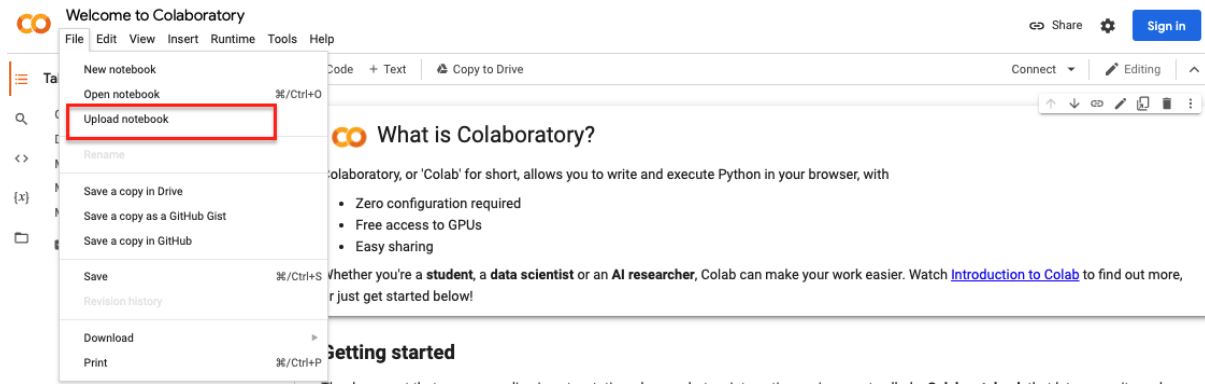 Welcome to Colaboratory
File Edit View Insert Runtime Tools Help
Share
Sign in
New notebook
Open notebook ⌘/Ctrl+O
Upload notebook
Rename
Save a copy in Drive
Save a copy as a GitHub Gist
Save a copy in GitHub
Save ⌘/Ctrl+S
Revision history
Download
Print ⌘/Ctrl+P
+ Text
Copy to Drive
Connect
Editing
{x}
What is Colaboratory?
or 'Colab' for short, allows you to write and execute Python in your browser, with
• Zero configuration required
• Free access to GPUs
• Easy sharing
you're a student, a data scientist or an AI researcher, Colab can make your work easier. Watch Introduction to Colab to find out more,
just get started below!
started